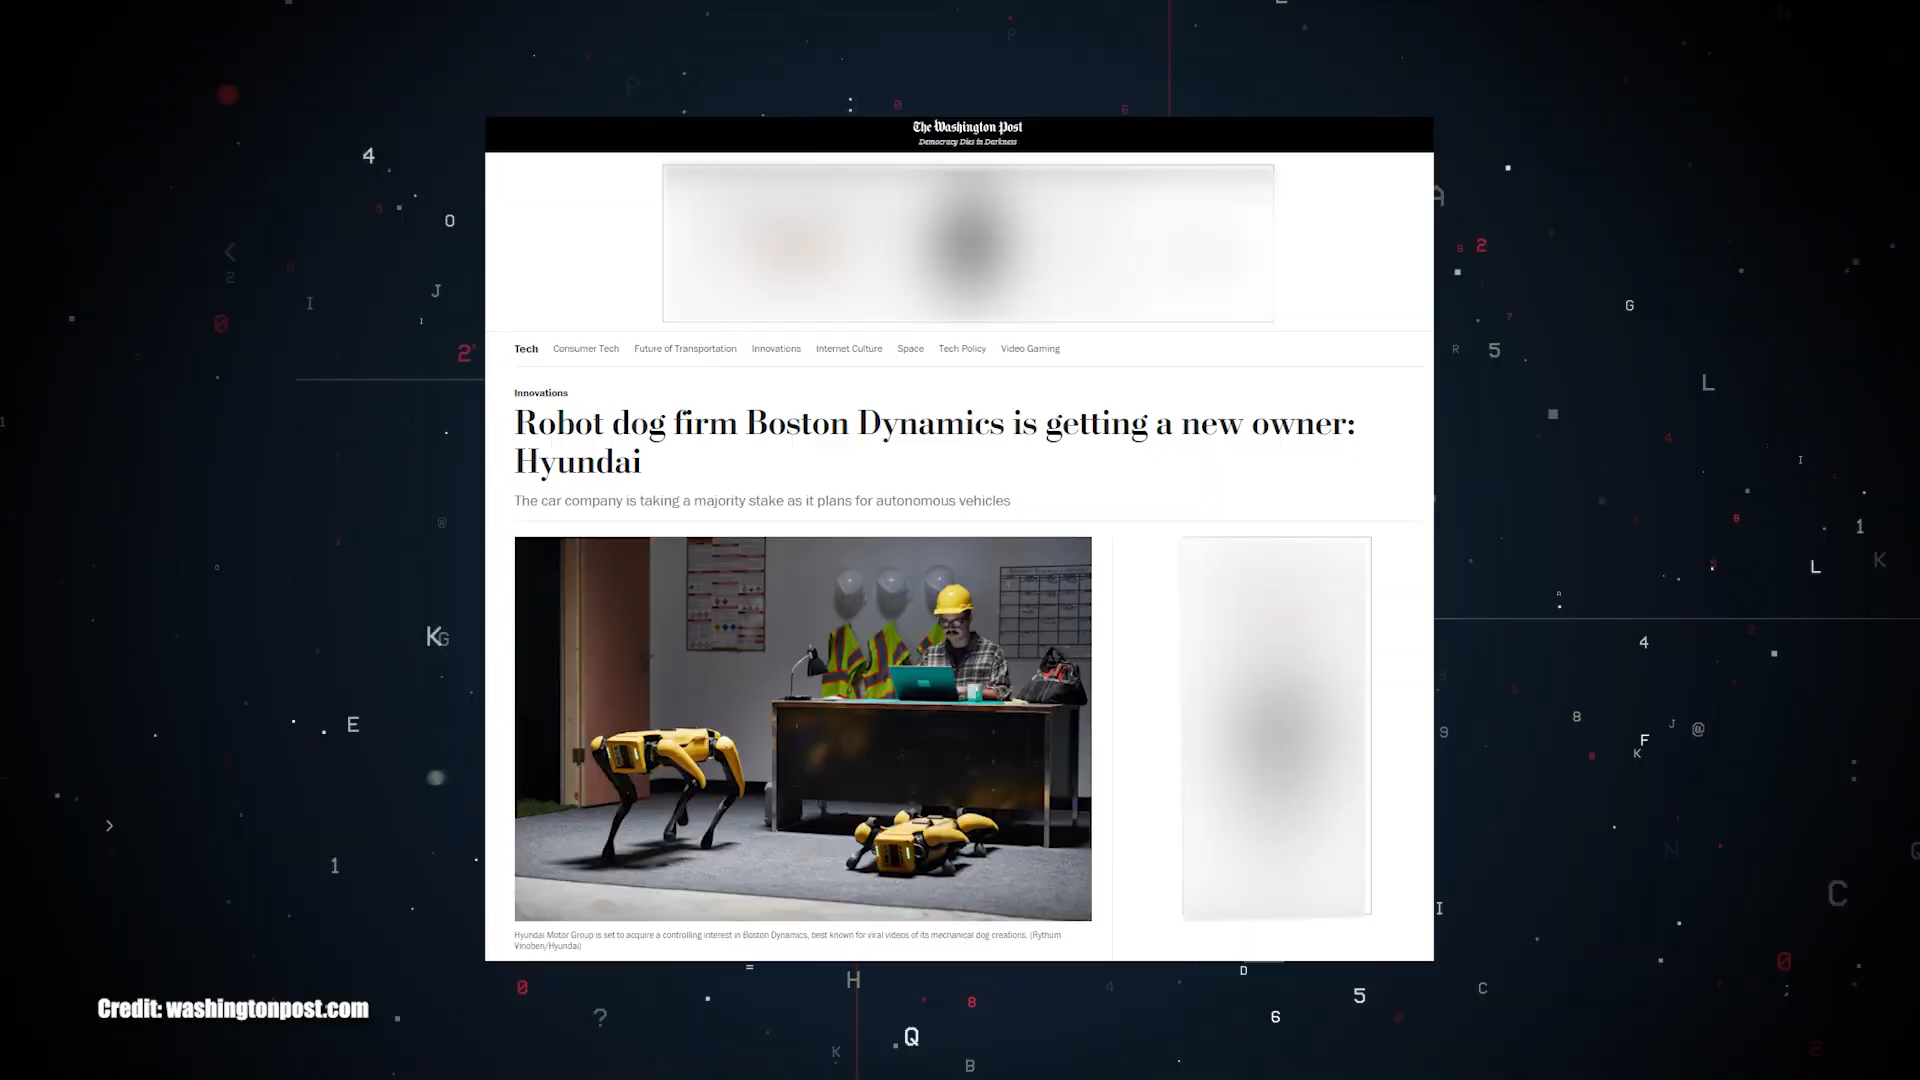 The Washington Post
Democracy Dies in Darkness
Tech Consumer Tech Future of Transportation Innovations Internet Culture Space Tech Policy Video Gaming
Innovations
Robot dog firm Boston Dynamics is getting a new owner:
Hyundai
The car company is taking a majority stake as it plans for autonomous vehicles
Hyundai Motor Group is set to acquire a controlling interest in Boston Dynamics, best known for viral videos of its mechanical dog creations. (Rythum
Vinoben/Hyundai)
Credit: washingtonpost.com